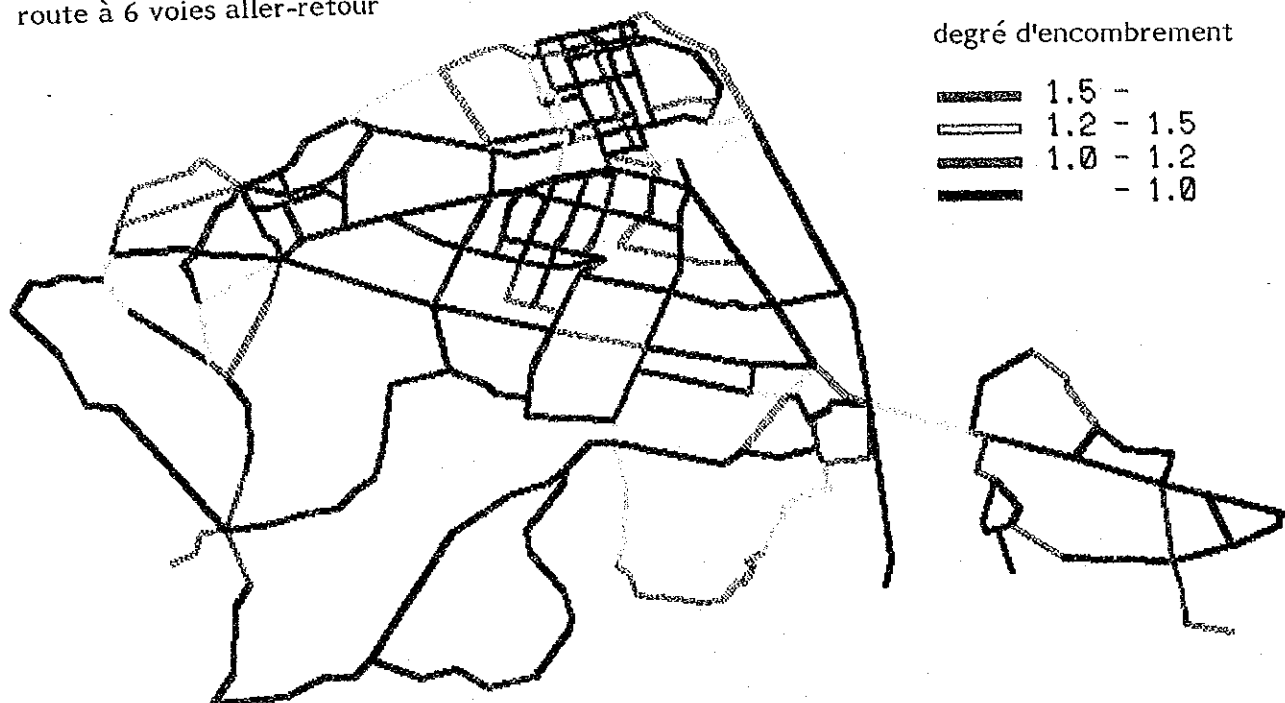 route à 6 voies aller-retour
degré d'encombrement
1.5 -
1.2 - 1.5
1.0 - 1.2
- 1.0